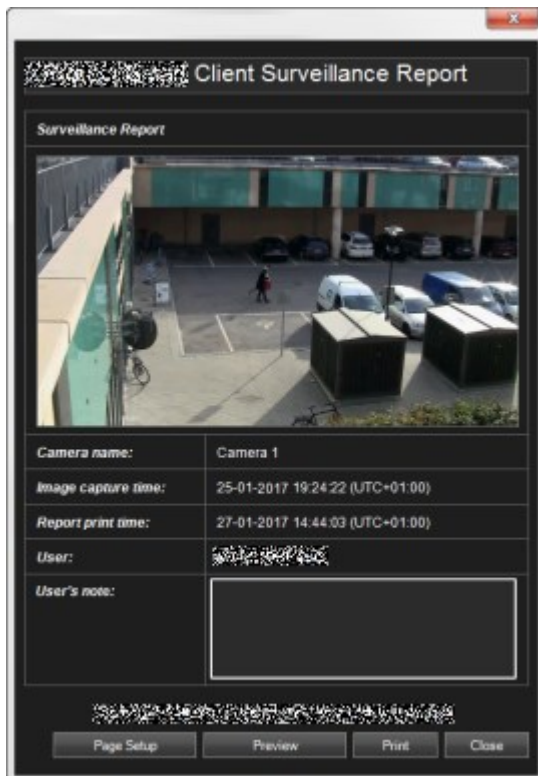 Client Surveillance Report
Surveillance Report
Camera name: Camera 1
Image capture time: 25-01-2017 19:24:22 (UTC+01:00)
Report print time: 27-01-2017 14:44:03 (UTC+01:00)
User:
User's note:
Page Setup Preview Print Close